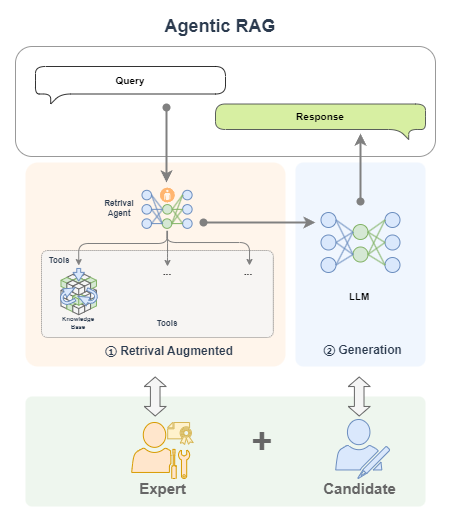 Agentic RAG
Query
Response
Retrival
Agent
Tools
...
...
Knowledge
Base
Tools
① Retrival Augmented
LLM
② Generation
+
Expert
Candidate